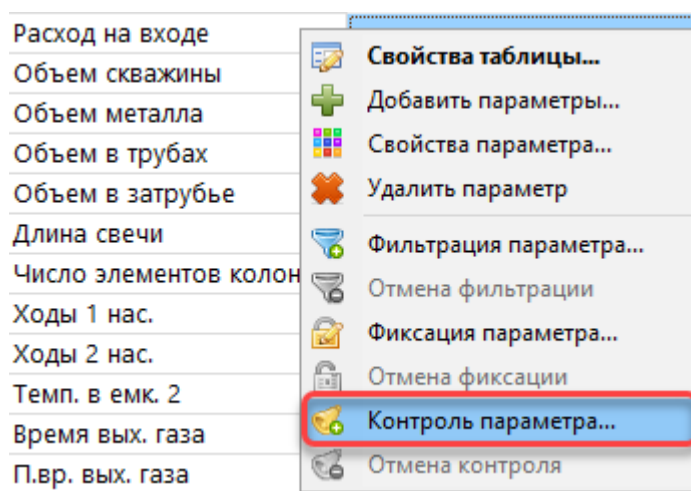 Расход на входе
Объем скважины
Объем металла
Объем в трубах
Объем в затрубье
Длина свечи
Число элементов колон
Ходы 1 нас.
Ходы 2 нас.
Темп. в емк. 2
Время вых. газа
П.вр. вых. газа
Свойства таблицы...
Добавить параметры...
Свойства параметра...
Удалить параметр
Фильтрация параметра...
Отмена фильтрации
Фиксация параметра...
Отмена фиксации
Контроль параметра...
Отмена контроля